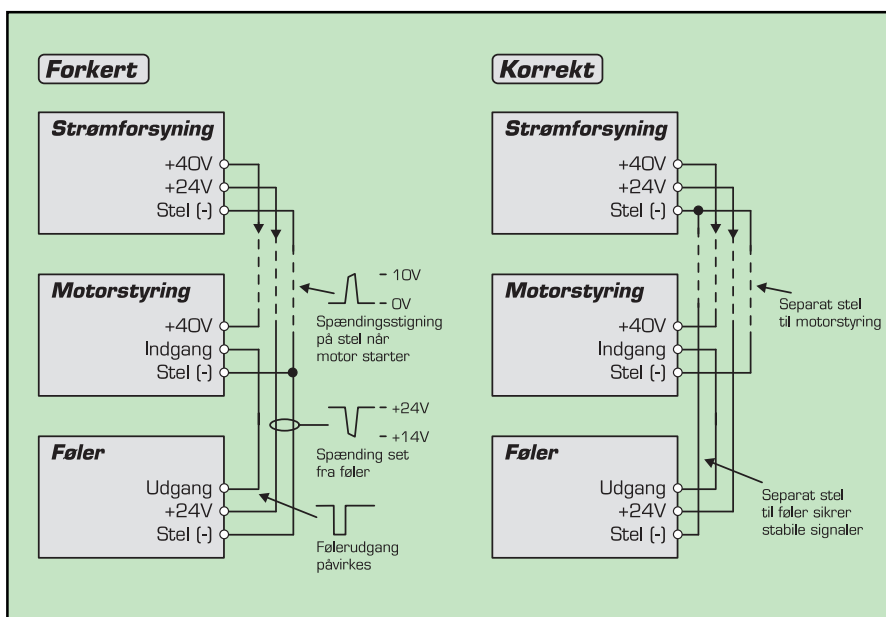 Forkert
Strømforsyning
+40V
+24V
Stel (-)
Motorstyring
+40V
Indgang
Stel (-)
- 10V
- 0V
Spændingsstigning
på stel når
motor starter
- +24V
- +14V
Spænding set
fra føler
Føler
Udgang
+24V
Stel (-)
Følerudgang
påvirkes
Korrekt
Strømforsyning
+40V
+24V
Stel (-)
Motorstyring
+40V
Indgang
Stel (-)
Separat stel
til motorstyring
Føler
Udgang
+24V
Stel (-)
Separat stel
til føler sikrer
stabile signaler